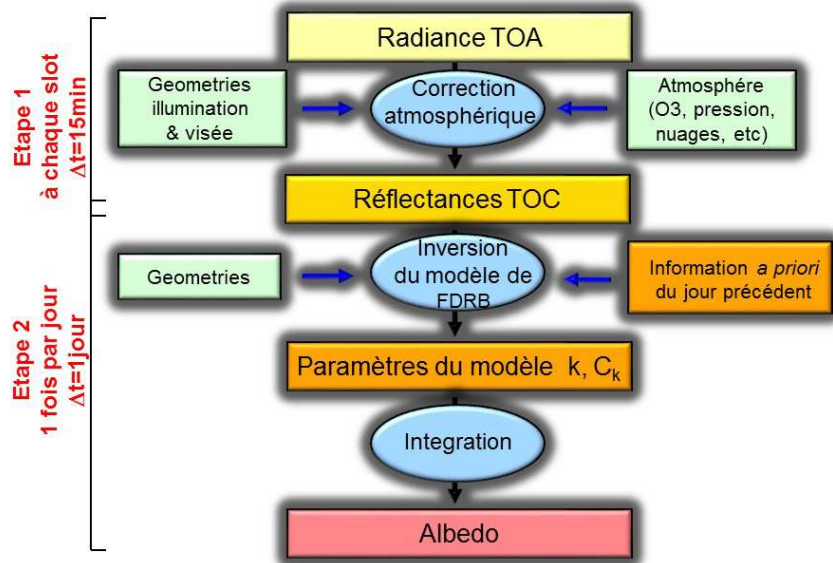 Etape 1
à chaque slot
Δt=15min
Radiance TOA
Geometries
illumination
& visée
Correction
atmosphérique
Atmosphére
(O3, pression,
nuages, etc)
Réflectances TOC
Etape 2
1 fois par jour
Δt=1jour
Geometries
Inversion
du modèle de
FDRB
Information a priori
du jour précédent
Paramètres du modèle k, Cₖ
Integration
Albedo